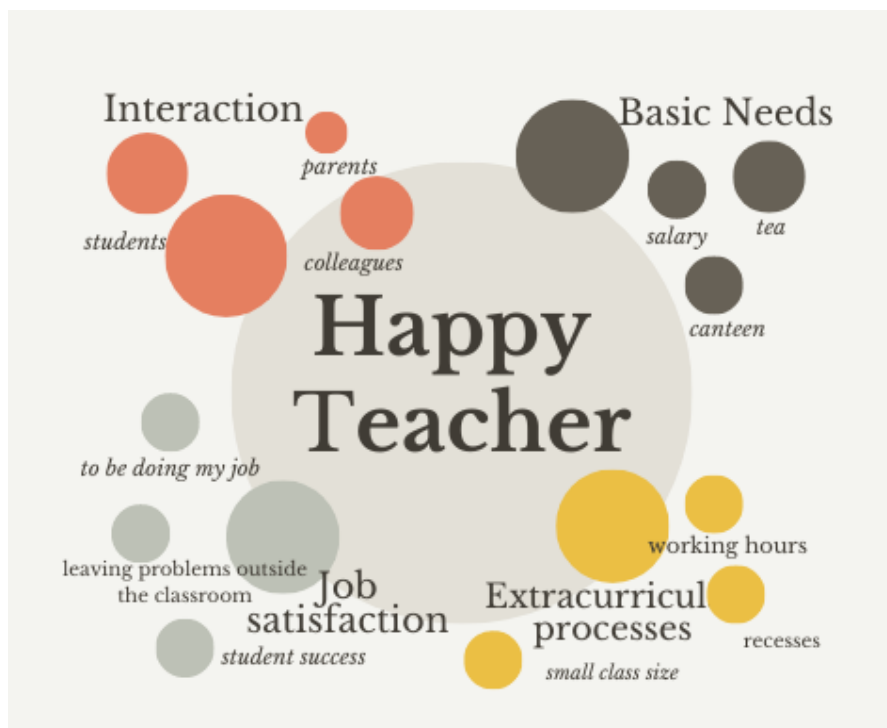 Interaction
parents
students
colleagues
Basic Needs
salary
tea
canteen
Happy
Teacher
to be doing my job
leaving problems outside
the classroom
Job
satisfaction
student success
working hours
Extracurricul
processes
recesses
small class size